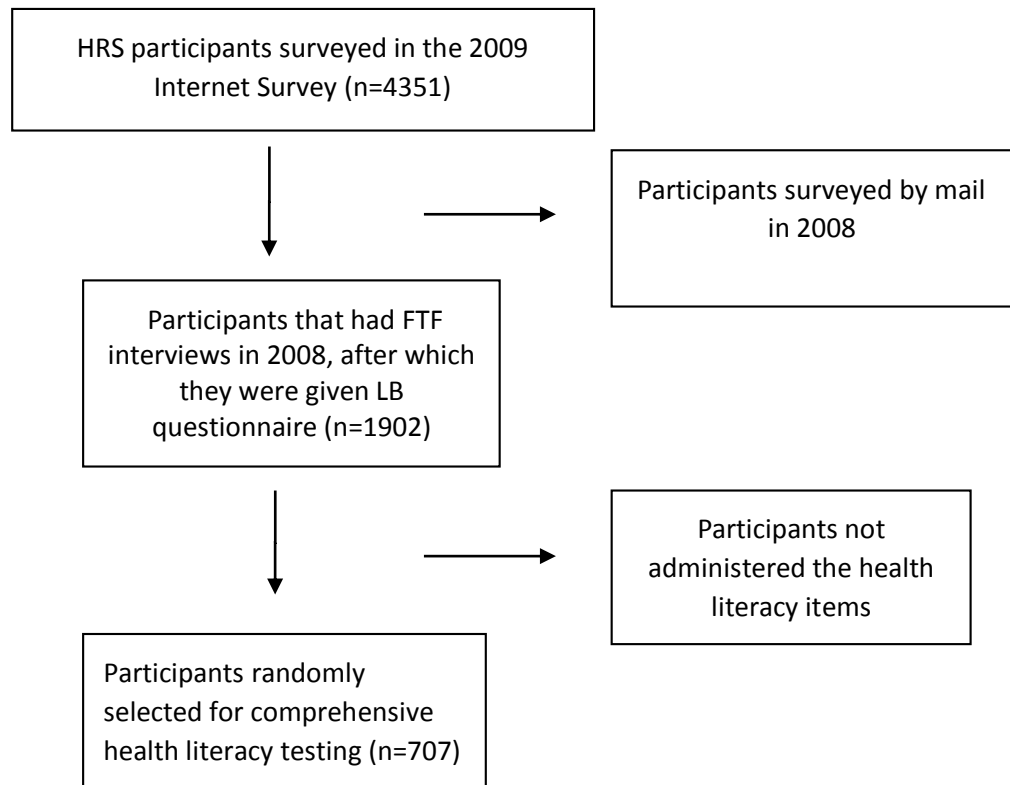 HRS participants surveyed in the 2009
Internet Survey (n=4351)
Participants surveyed by mail
in 2008
Participants that had FTF
interviews in 2008, after which
they were given LB
questionnaire (n=1902)
Participants not
administered the health
literacy items
Participants randomly
selected for comprehensive
health literacy testing (n=707)